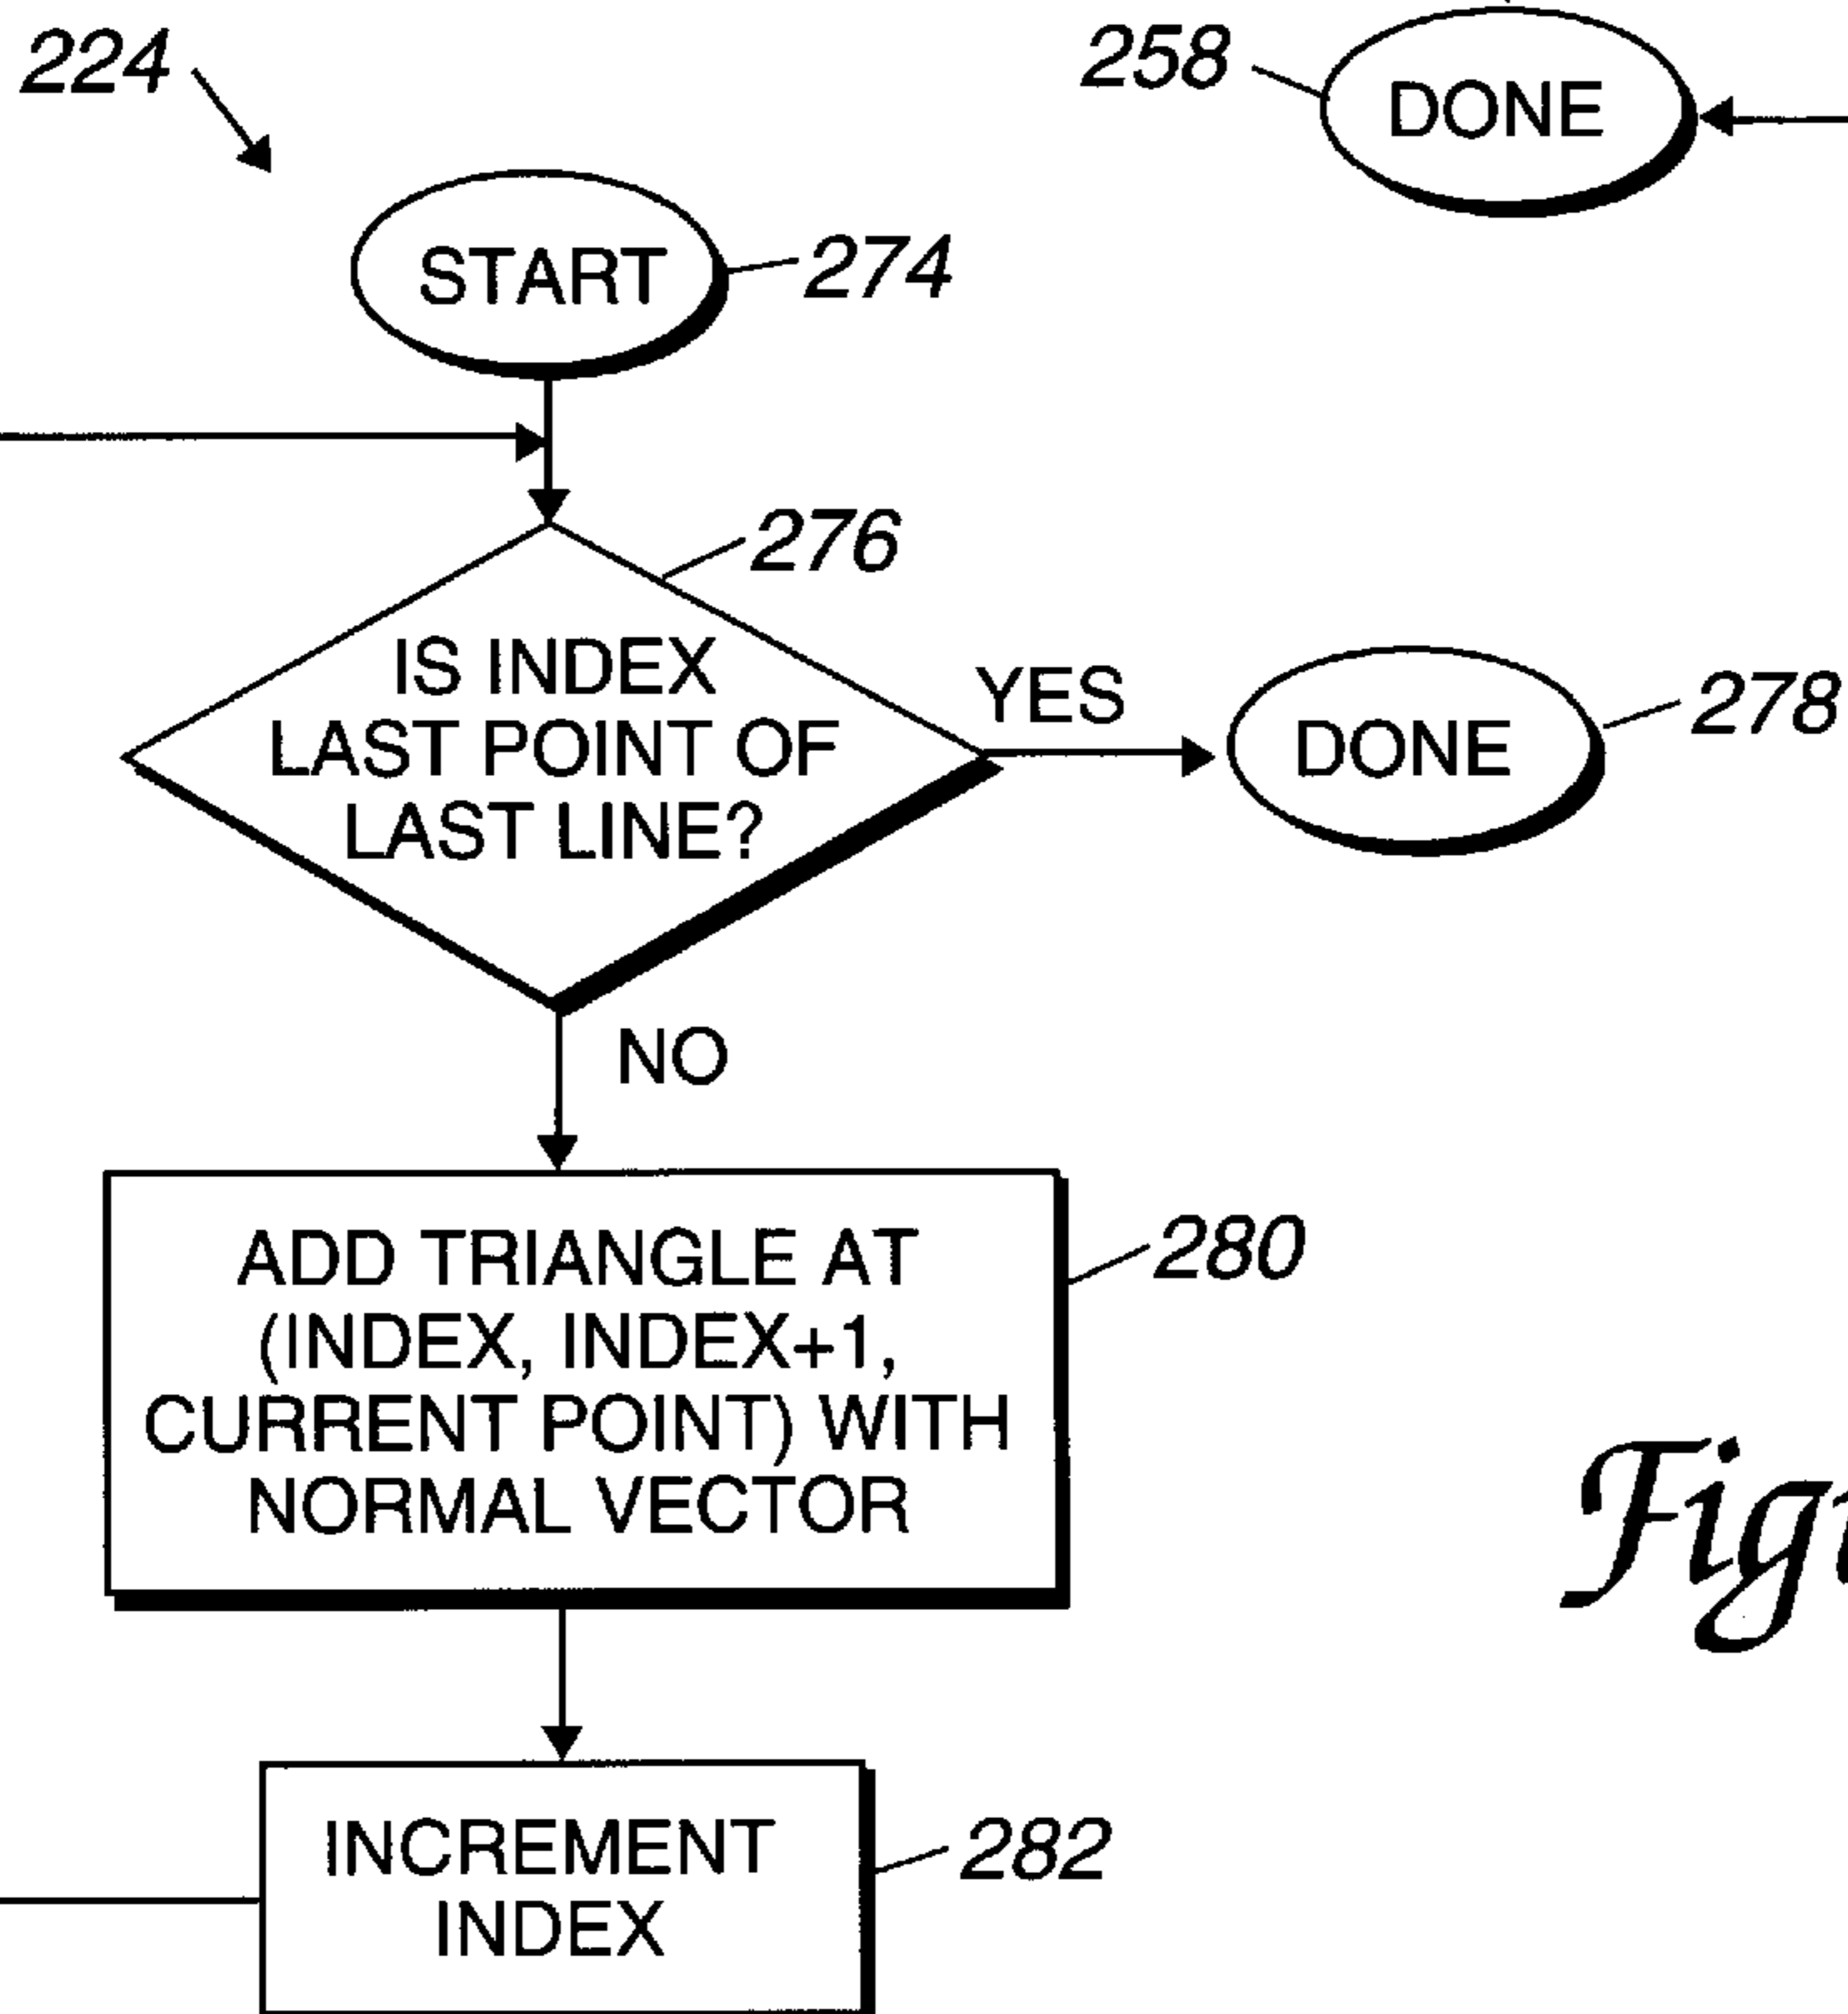 224
258
DONE
START
274
276
IS INDEX
LAST POINT OF
LAST LINE?
YES
DONE
278
NO
ADD TRIANGLE AT
(INDEX, INDEX+1,
CURRENT POINT) WITH
NORMAL VECTOR
280
INCREMENT
INDEX
282